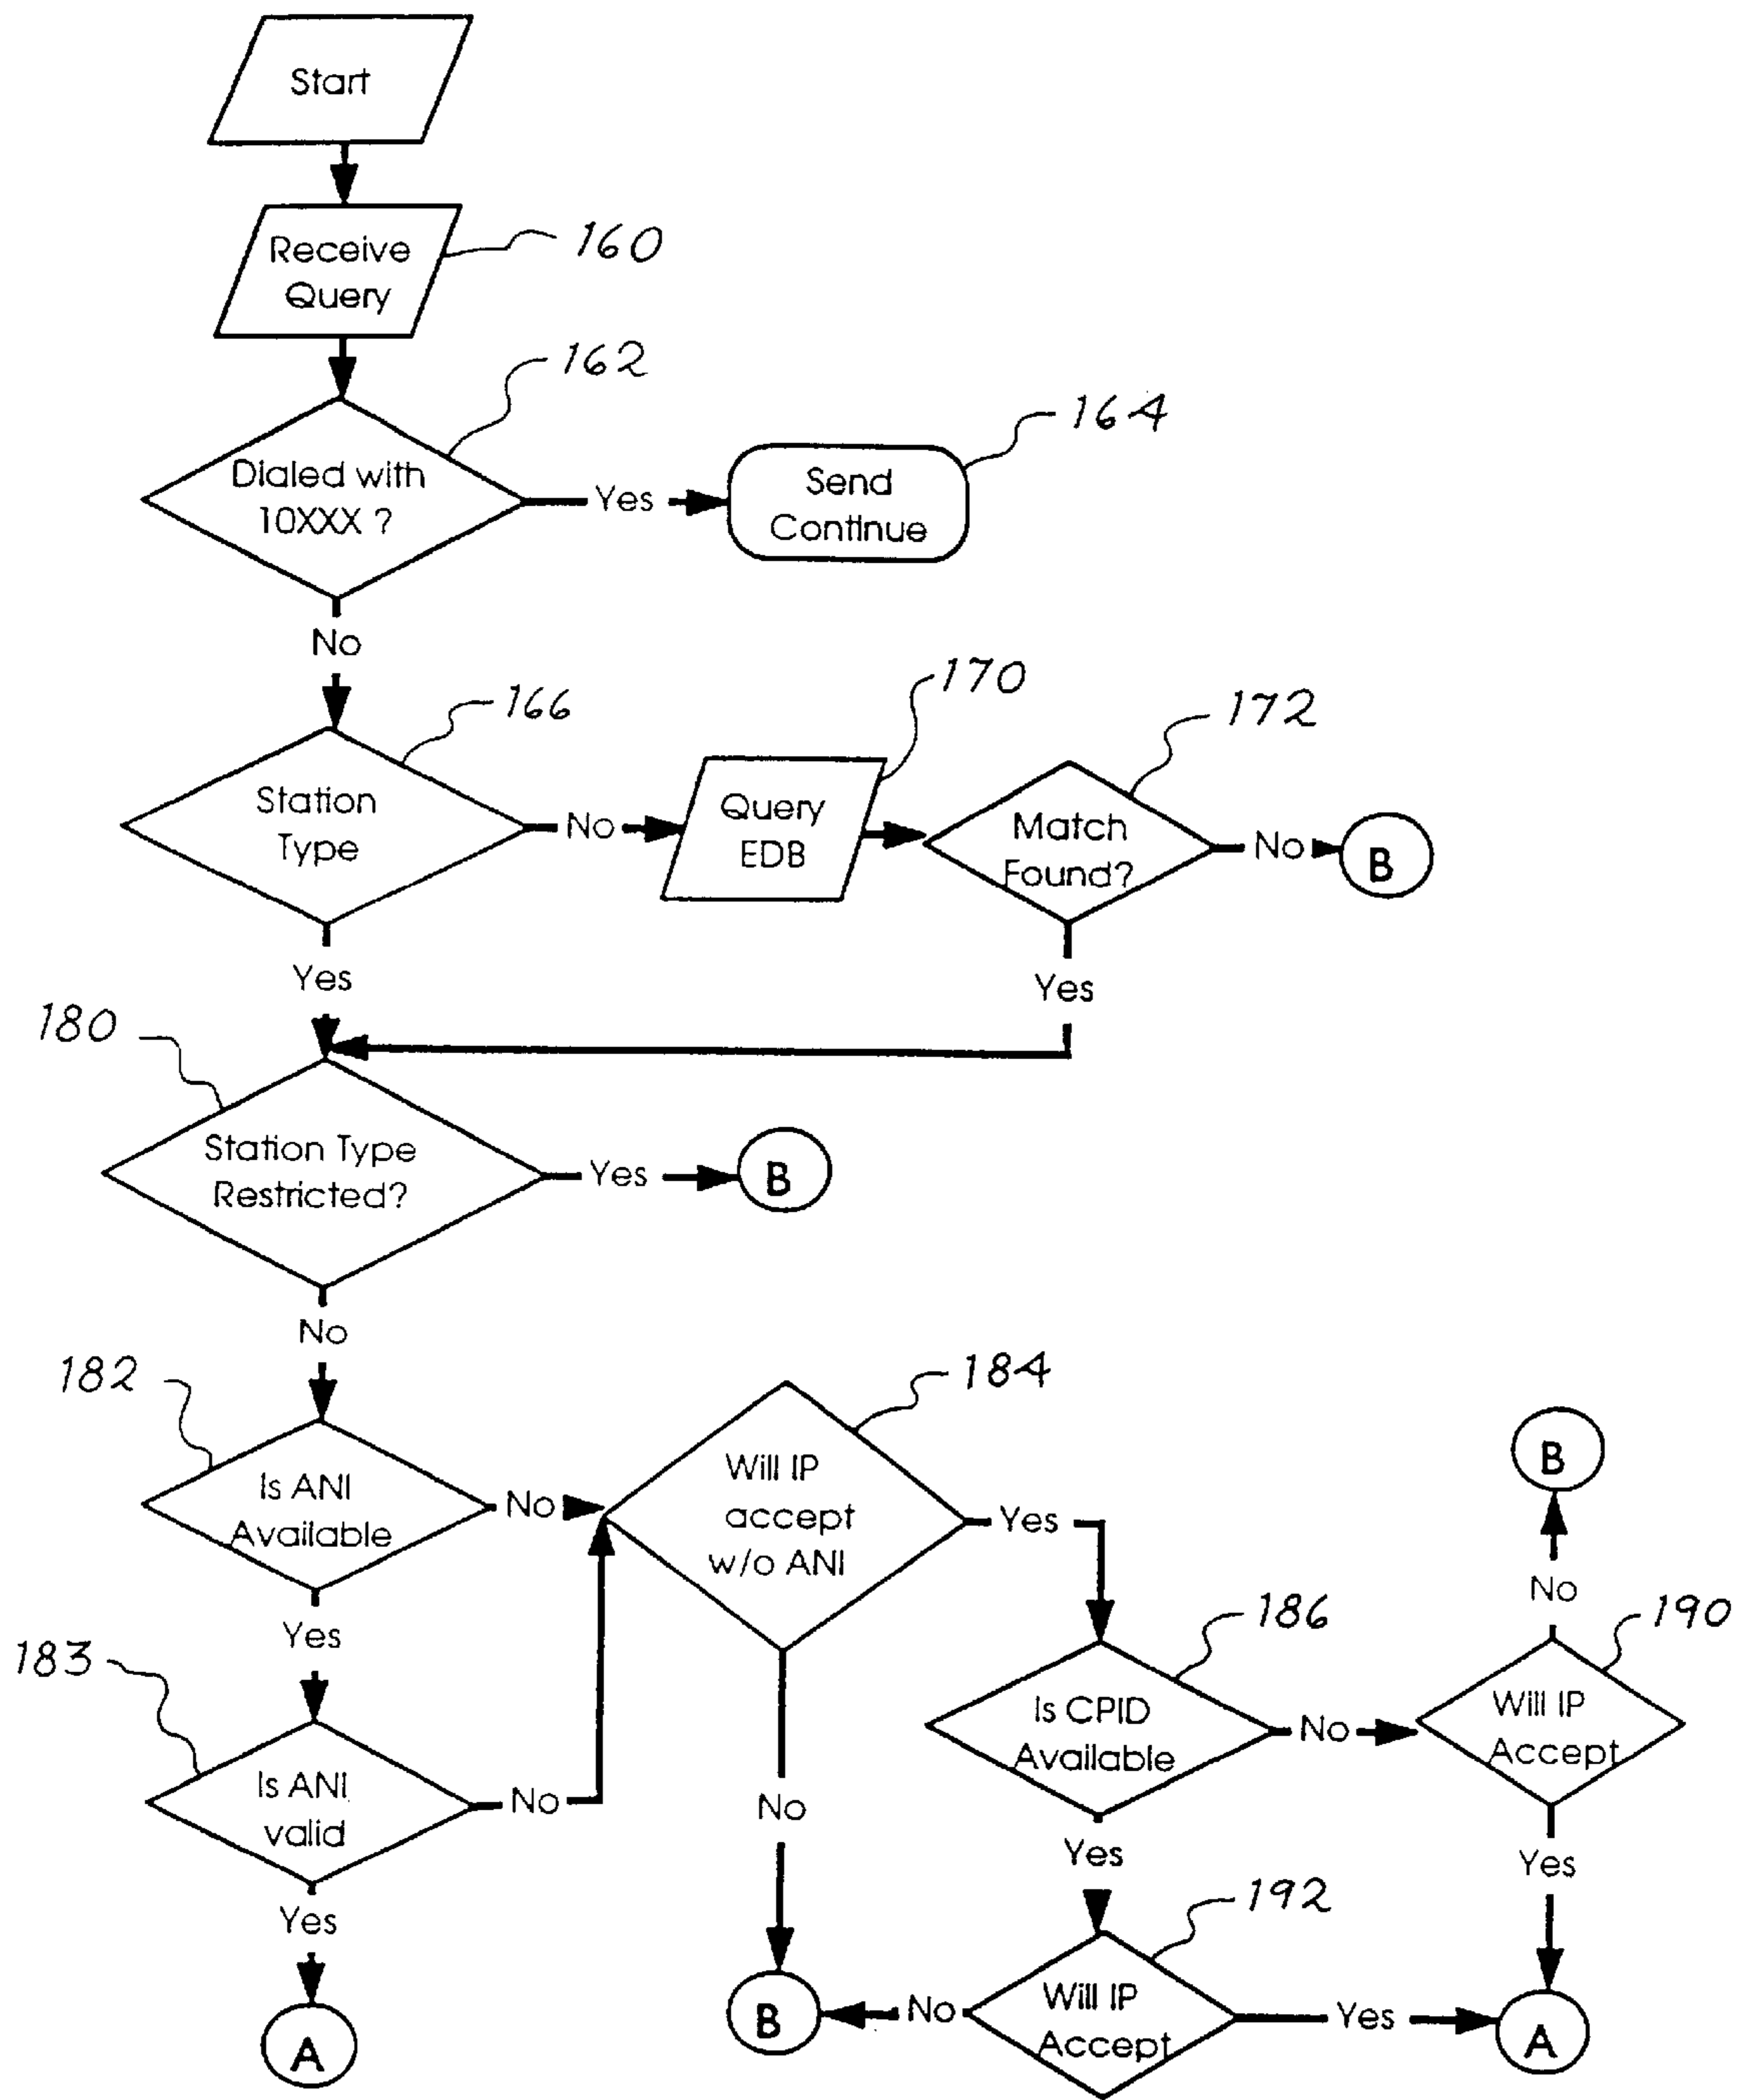 Start
Receive
Query
160
162
Dialed with
10XXX ?
Yes
Send
Continue
164
No
166
Station
Type
No
Query
EDB
170
Match
Found?
172
No
B
Yes
Yes
180
Station Type
Restricted?
Yes
B
No
182
Is ANI
Available
No
Will IP
accept
w/o ANI
184
Yes
B
No
Yes
183
Is ANI
valid
No
No
Is CPID
Available
186
No
Will IP
Accept
190
Yes
Yes
Yes
192
A
B
No
Will IP
Accept
Yes
A